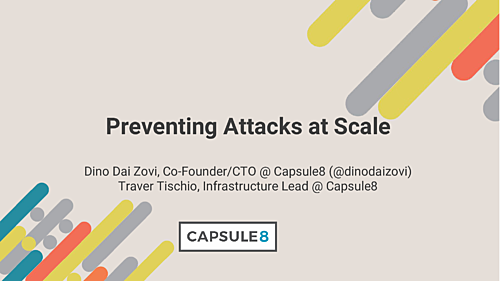 Preventing Attacks at Scale
Dino Dai Zovi, Co-Founder/CTO @ Capsule8 (@dinodaizovi)
Traver Tischio, Infrastructure Lead @ Capsule8
CAPSULE8